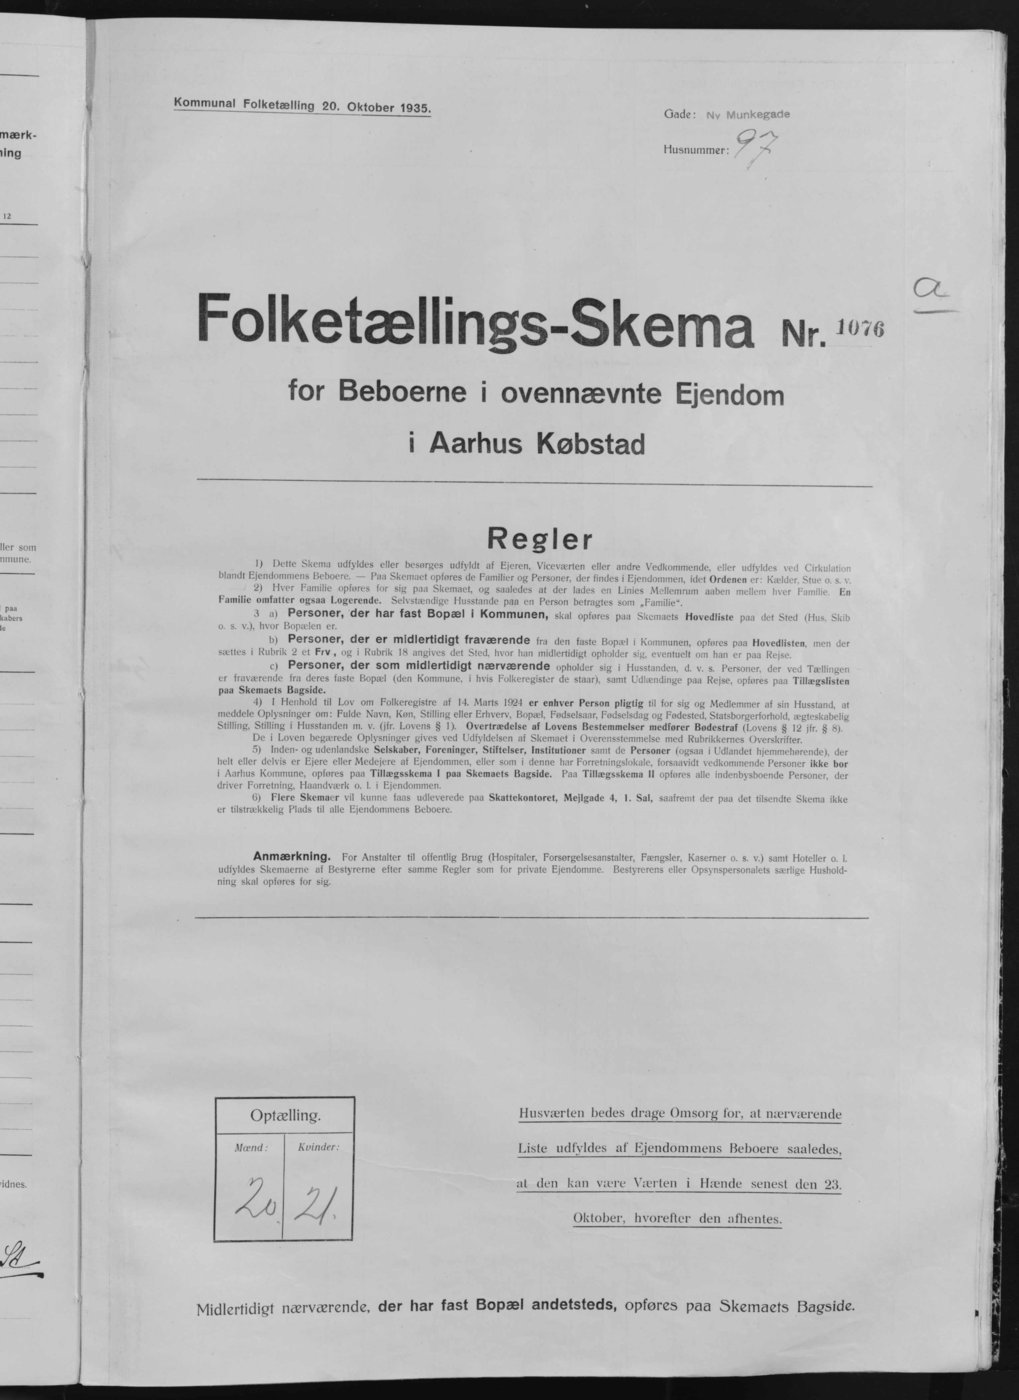 mærk-
ning
12
ller som
mmune.
paa
kabers
le
vidnes.
St
Kommunal Folketælling 20. Oktober 1935.
Gade: Ny Munkegade
Husnummer: 97
a
Folketællings-Skema Nr. 1076
for Beboerne i ovennævnte Ejendom
i Aarhus Købstad
Regler
1) Dette Skema udfyldes eller besørges udfyldt af Ejeren, Viceværten eller andre Vedkommende, eller udfyldes ved Cirkulation
blandt Ejendommens Beboere. — Paa Skemaet opføres de Familier og Personer, der findes i Ejendommen, idet Ordenen er: Kælder, Stue o. s. v.
2) Hver Familie opføres for sig paa Skemaet, og saaledes at der lades en Linies Mellemrum aaben mellem hver Familie. En
Familie omfatter ogsaa Logerende. Selvstændige Husstande paa en Person betragtes som „Familie“.
3 a) Personer, der har fast Bopæl i Kommunen, skal opføres paa Skemaets Hovedliste paa det Sted (Hus, Skib
o. s. v.), hvor Bopælen er.
b) Personer, der er midlertidigt fraværende fra den faste Bopæl i Kommunen, opføres paa Hovedlisten, men der
sættes i Rubrik 2 et Frv, og i Rubrik 18 angives det Sted, hvor han midlertidigt opholder sig, eventuelt om han er paa Rejse.
c) Personer, der som midlertidigt nærværende opholder sig i Husstanden, d. v. s. Personer, der ved Tællingen
er fraværende fra deres faste Bopæl (den Kommune, i hvis Folkeregister de staar), samt Udlændinge paa Rejse, opføres paa Tillægslisten
paa Skemaets Bagside.
4) I Henhold til Lov om Folkeregistre af 14. Marts 1924 er enhver Person pligtig til for sig og Medlemmer af sin Husstand, at
meddele Oplysninger om: Fulde Navn, Køn, Stilling eller Erhverv, Bopæl, Fødselsaar, Fødselsdag og Fødested, Statsborgerforhold, ægteskabelig
Stilling, Stilling i Husstanden m. v. (jfr. Lovens § 1). Overtrædelse af Lovens Bestemmelser medfører Bødestraf (Lovens § 12 jfr. § 8).
De i Loven begærede Oplysninger gives ved Udfyldelsen af Skemaet i Overensstemmelse med Rubrikkernes Overskrifter.
5) Inden- og udenlandske Selskaber, Foreninger, Stiftelser, Institutioner samt de Personer (ogsaa i Udlandet hjemmehørende), der
helt eller delvis er Ejere eller Medejere af Ejendommen, eller som i denne har Forretningslokale, forsaavidt vedkommende Personer ikke bor
i Aarhus Kommune, opføres paa Tillægsskema I paa Skemaets Bagside. Paa Tillægsskema II opføres alle indenbysboende Personer, der
driver Forretning, Haandværk o. l. i Ejendommen.
6) Flere Skemaer vil kunne faas udleverede paa Skattekontoret, Mejlgade 4, 1. Sal, saafremt der paa det tilsendte Skema ikke
er tilstrækkelig Plads til alle Ejendommens Beboere.
Anmærkning. For Anstalter til offentlig Brug (Hospitaler, Forsørgelsesanstalter, Fængsler, Kaserner o. s. v.) samt Hoteller o. l.
udfyldes Skemaerne af Bestyrerne efter samme Regler som for private Ejendomme. Bestyrerens eller Opsynspersonalets særlige Hushold-
ning skal opføres for sig.
Optælling.
Mænd: Kvinder:
20. 21.
Husværten bedes drage Omsorg for, at nærværende
Liste udfyldes af Ejendommens Beboere saaledes,
at den kan være Værten i Hænde senest den 23.
Oktober, hvorefter den afhentes.
Midlertidigt nærværende, der har fast Bopæl andetsteds, opføres paa Skemaets Bagside.